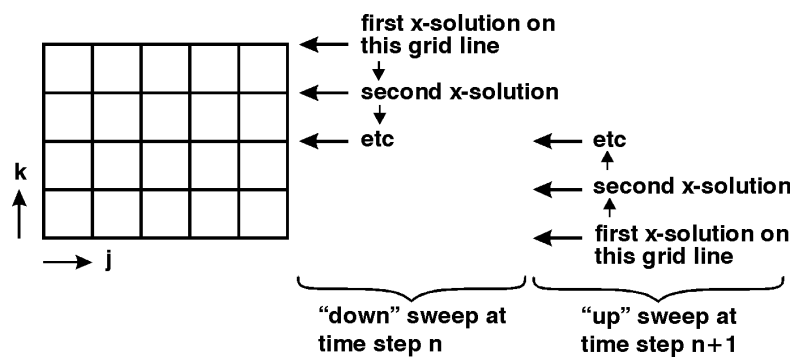 first x-solution on
this grid line
second x-solution
etc
etc
k
second x-solution
first x-solution on
this grid line
j
“down” sweep at
time step n
“up” sweep at
time step n+1